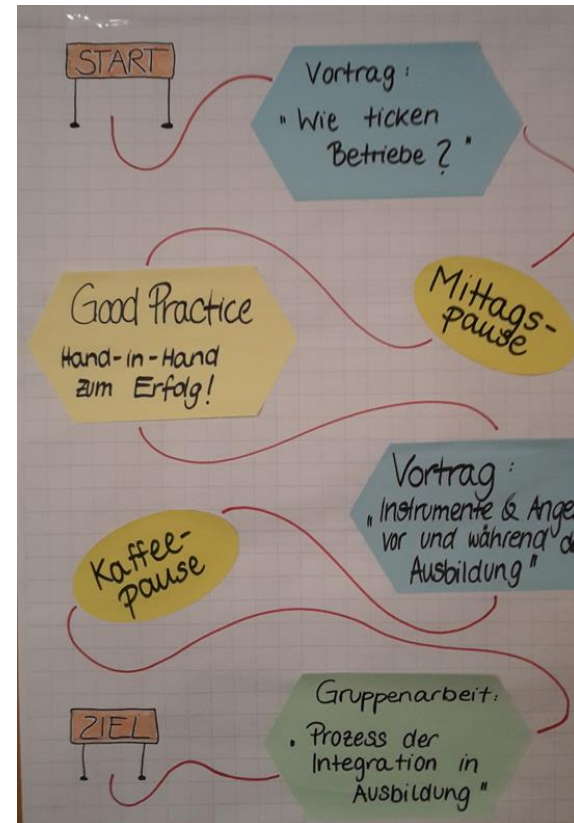 START
Vortrag:
"Wie ticken
Betriebe?"
Mittags-
pause
Good Practice
Hand-in-Hand
zum Erfolg!
Vortrag:
"Instrumente &
vor und während
Ausbildung"
Kaffee-
pause
Gruppenarbeit:
"Prozess der
Integration in
Ausbildung"
ZIEL